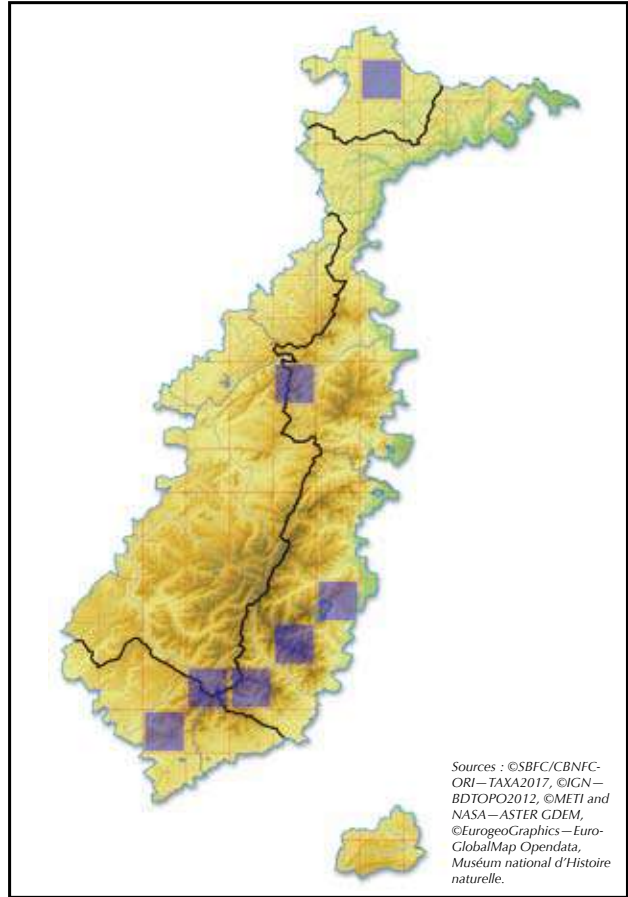 Sources : ©SBFC/CBNFC-
ORI—TAXA2017, ©IGN—
BDTOPO2012, ©METI and
NASA—ASTER GDEM,
©EurogeoGraphics—Euro-
GlobalMap Opendata,
Muséum national d'Histoire
naturelle.